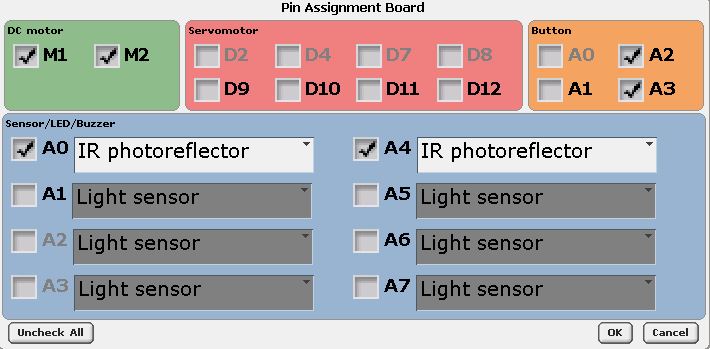 Pin Assignment Board
DC motor
M1 M2
Servomotor
D2 D4 D7 D8
D9 D10 D11 D12
Button
A0 A2
A1 A3
Sensor/LED/Buzzer
A0 IR photoreflector
A4 IR photoreflector
A1 Light sensor
A5 Light sensor
A2 Light sensor
A6 Light sensor
A3 Light sensor
A7 Light sensor
Uncheck All
OK
Cancel